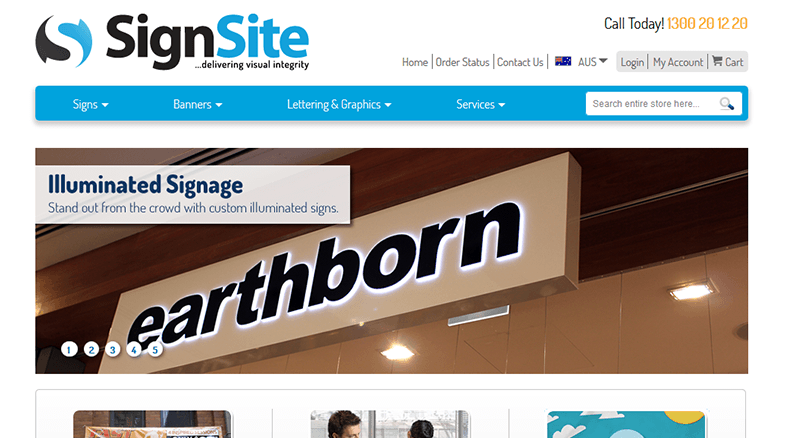 SignSite
...delivering visual integrity
Call Today! 1300 20 12 20
Home Order Status Contact Us AUS Login My Account Cart
Signs Banners Lettering & Graphics Services Search entire store here...
Illuminated Signage
Stand out from the crowd with custom illuminated signs.
earthborn
1 2 3 4 5